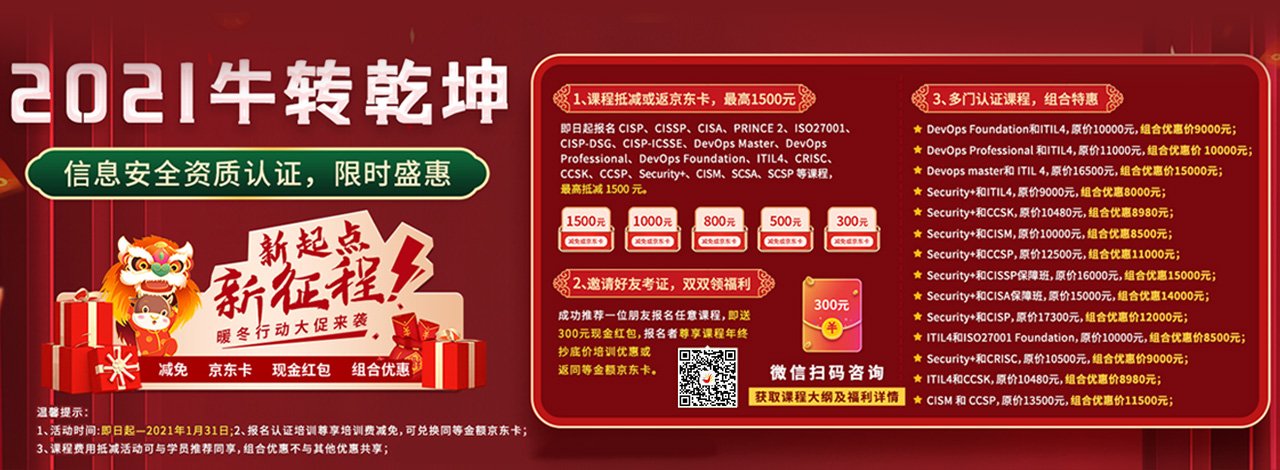 2021牛转乾坤
信息安全资质认证，限时盛惠
新起点
新征程！
暖冬行动大促来袭
减免 京东卡 现金红包 组合优惠
温馨提示：
1、活动时间：即日起—2021年1月31日；2、报名认证培训尊享培训费减免，可兑换同等金额京东卡；
3、课程费用抵减活动可与学员推荐同享，组合优惠不与其他优惠共享；
1、课程抵减或返京东卡，最高1500元
即日起报名 CISP、CISSP、CISA、PRINCE 2、ISO27001、
CISP-DSG、CISP-ICSSE、DevOps Master、DevOps
Professional、DevOps Foundation、ITIL4、CRISC、
CCSK、CCSP、Security+、CISM、SCSA、SCSP 等课程，
最高抵减 1500 元。
1500元 1000元 800元 500元 300元
减免或京东卡 减免或京东卡 减免或京东卡 减免或京东卡 减免或京东卡
2、邀请好友考证，双双领福利
成功推荐一位朋友报名任意课程，即送
300元现金红包，报名者尊享课程年终
抄底价培训优惠或
返同等金额京东卡。
300元
¥
微信扫码咨询
获取课程大纲及福利详情
3、多门认证课程，组合特惠
DevOps Foundation和ITIL4，原价10000元，组合优惠价9000元；
DevOps Professional 和ITIL4，原价11000元，组合优惠价 10000元；
Devops master和 ITIL 4，原价16500元，组合优惠价15000元；
Security+和ITIL4，原价9000元，组合优惠8000元；
Security+和CCSK，原价10480元，组合优惠8980元；
Security+和CISM，原价10000元，组合优惠8500元；
Security+和CCSP，原价12500元，组合优惠11000元；
Security+和CISSP保障班，原价16000元，组合优惠15000元；
Security+和CISA保障班，原价15000元，组合优惠14000元；
Security+和CISP，原价17300元，组合优惠价12000元；
ITIL4和ISO27001 Foundation，原价10000元，组合优惠价8500元；
Security+和CRISC，原价10500元，组合优惠价9000元；
ITIL4和CCSK，原价10480元，组合优惠价8980元；
CISM 和 CCSP，原价13500元，组合优惠价11500元；